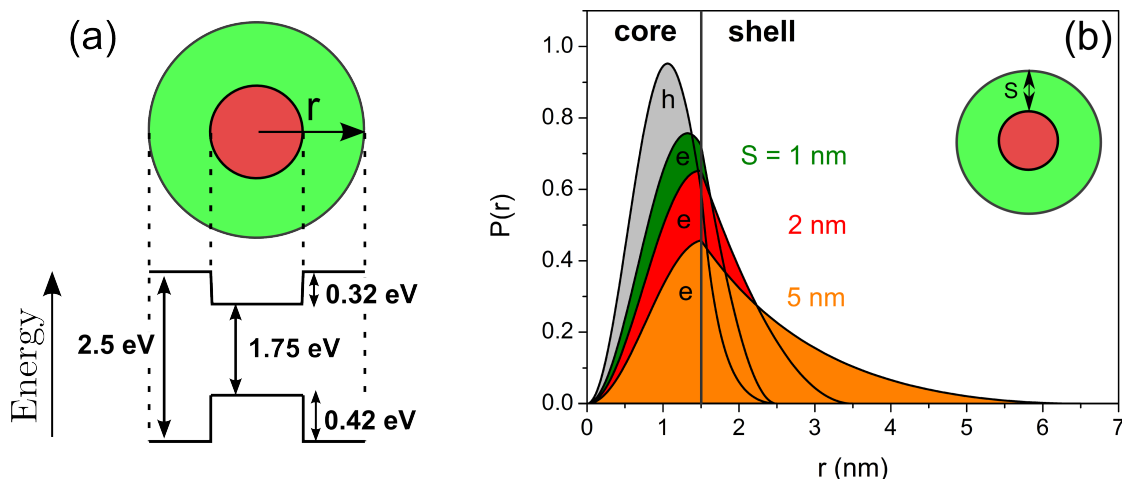 (a)
r
0.32 eV
2.5 eV
1.75 eV
0.42 eV
Energy
core shell (b)
1.0
0.8
0.6
0.4
0.2
0.0
P(r)
h
e
e
e
S = 1 nm
2 nm
5 nm
S
0 1 2 3 4 5 6 7
r (nm)